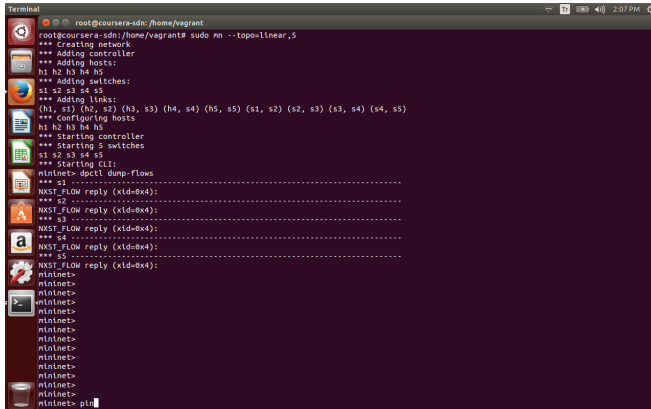 Terminal
Tr
2:07 PM
root@coursera-sdn: /home/vagrant
root@coursera-sdn:/home/vagrant# sudo mn --topo=linear,5
*** Creating network
*** Adding controller
*** Adding hosts:
h1 h2 h3 h4 h5
*** Adding switches:
s1 s2 s3 s4 s5
*** Adding links:
(h1, s1) (h2, s2) (h3, s3) (h4, s4) (h5, s5) (s1, s2) (s2, s3) (s3, s4) (s4, s5)
*** Configuring hosts
h1 h2 h3 h4 h5
*** Starting controller
*** Starting 5 switches
s1 s2 s3 s4 s5
*** Starting CLI:
mininet> dpctl dump-flows
*** s1 ------------------------------------------------------------------------
NXST_FLOW reply (xid=0x4):
*** s2 ------------------------------------------------------------------------
NXST_FLOW reply (xid=0x4):
*** s3 ------------------------------------------------------------------------
NXST_FLOW reply (xid=0x4):
*** s4 ------------------------------------------------------------------------
NXST_FLOW reply (xid=0x4):
*** s5 ------------------------------------------------------------------------
NXST_FLOW reply (xid=0x4):
mininet>
mininet>
mininet>
mininet>
mininet>
mininet>
mininet>
mininet>
mininet>
mininet>
mininet>
mininet>
mininet>
mininet>
mininet> pin